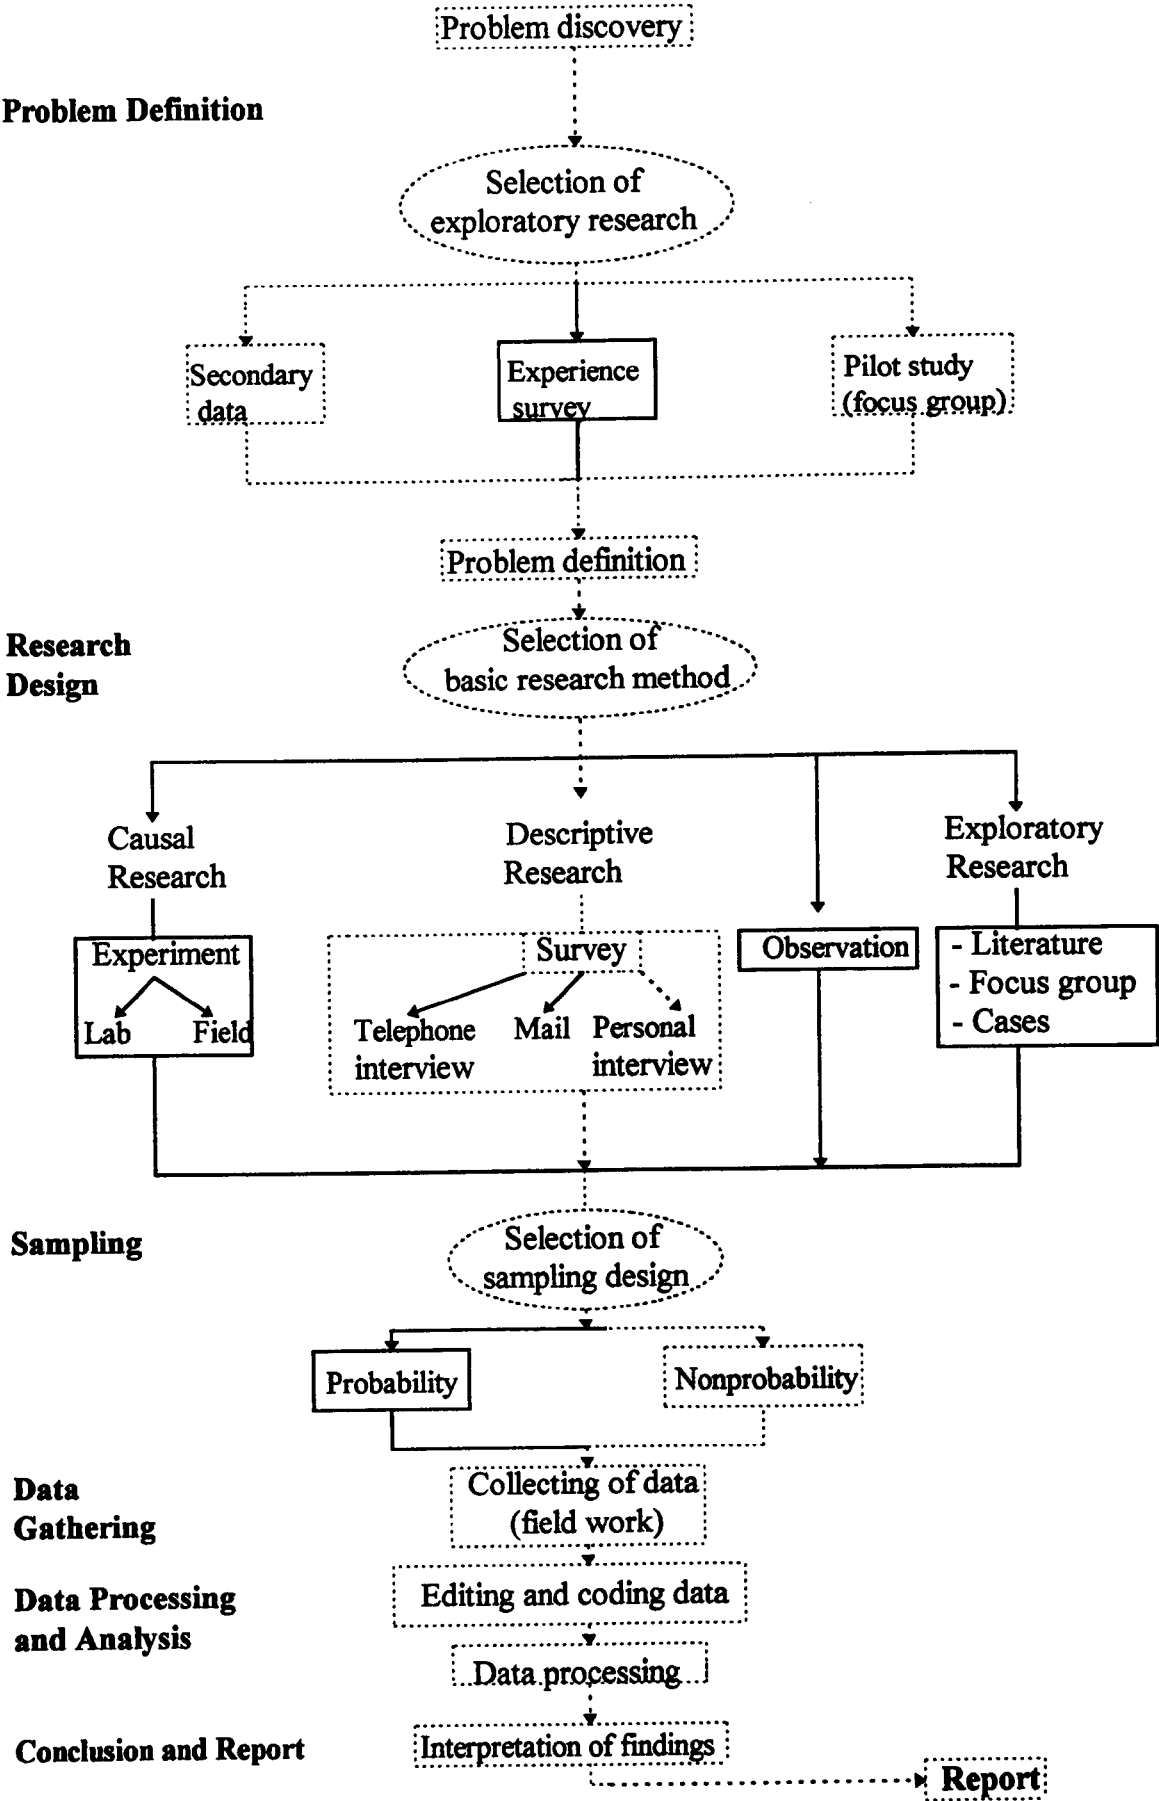 Problem discovery
Problem Definition
Selection of
exploratory research
Secondary
data
Experience
survey
Pilot study
(focus group)
Problem definition
Research
Design
Selection of
basic research method
Causal
Research
Descriptive
Research
Exploratory
Research
Experiment
Lab
Field
Survey
Telephone
interview
Mail
Personal
interview
Observation
- Literature
- Focus group
- Cases
Sampling
Selection of
sampling design
Probability
Nonprobability
Data
Gathering
Collecting of data
(field work)
Data Processing
and Analysis
Editing and coding data
Data processing
Conclusion and Report
Interpretation of findings
Report